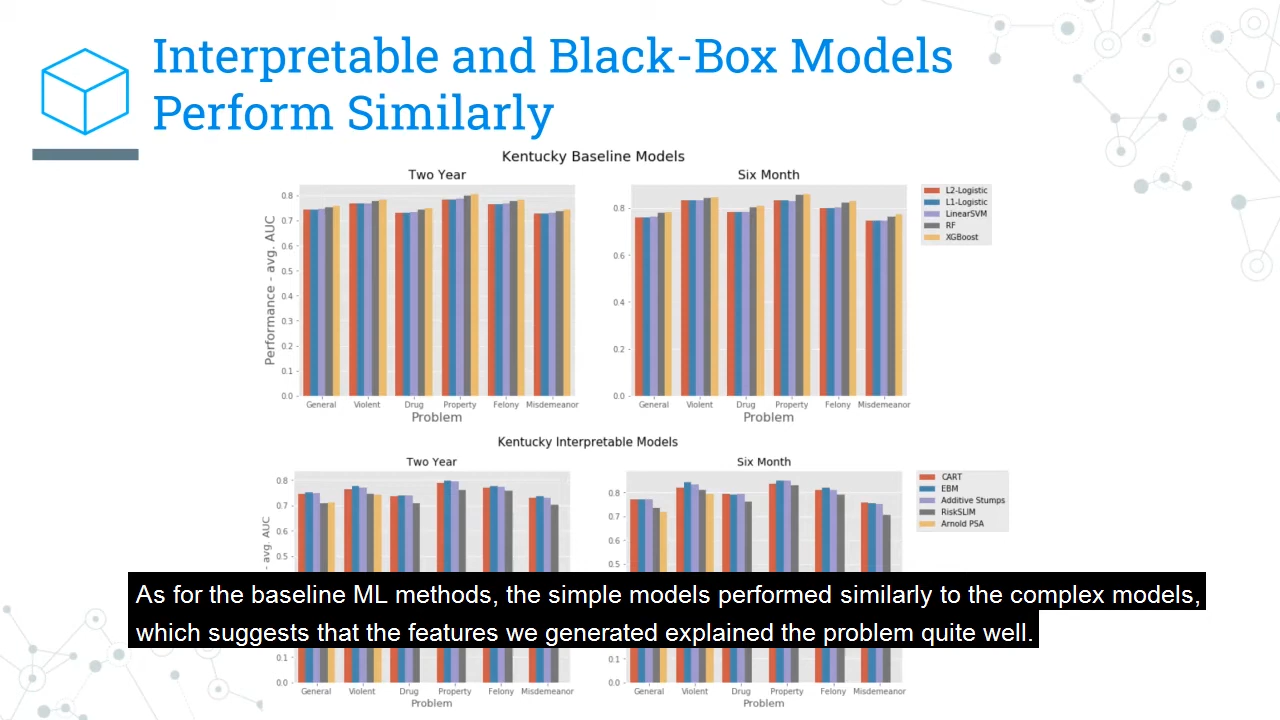 Interpretable and Black-Box Models
Perform Similarly
Kentucky Baseline Models
Two Year
Six Month
Performance - avg. AUC
0.8
0.7
0.6
0.5
0.4
0.3
0.2
0.1
0.0
General Violent Drug Property Felony Misdemeanor
Problem
0.8
0.6
0.4
0.2
0.0
General Violent Drug Property Felony Misdemeanor
Problem
L2-Logistic
L1-Logistic
LinearSVM
RF
XGBoost
Kentucky Interpretable Models
Two Year
Six Month
- avg. AUC
0.8
0.7
0.6
0.5
0.1
0.0
General Violent Drug Property Felony Misdemeanor
Problem
0.8
0.7
0.6
0.5
0.1
0.0
General Violent Drug Property Felony Misdemeanor
Problem
CART
EBM
Additive Stumps
RiskSLIM
Arnold PSA
As for the baseline ML methods, the simple models performed similarly to the complex models,
which suggests that the features we generated explained the problem quite well.